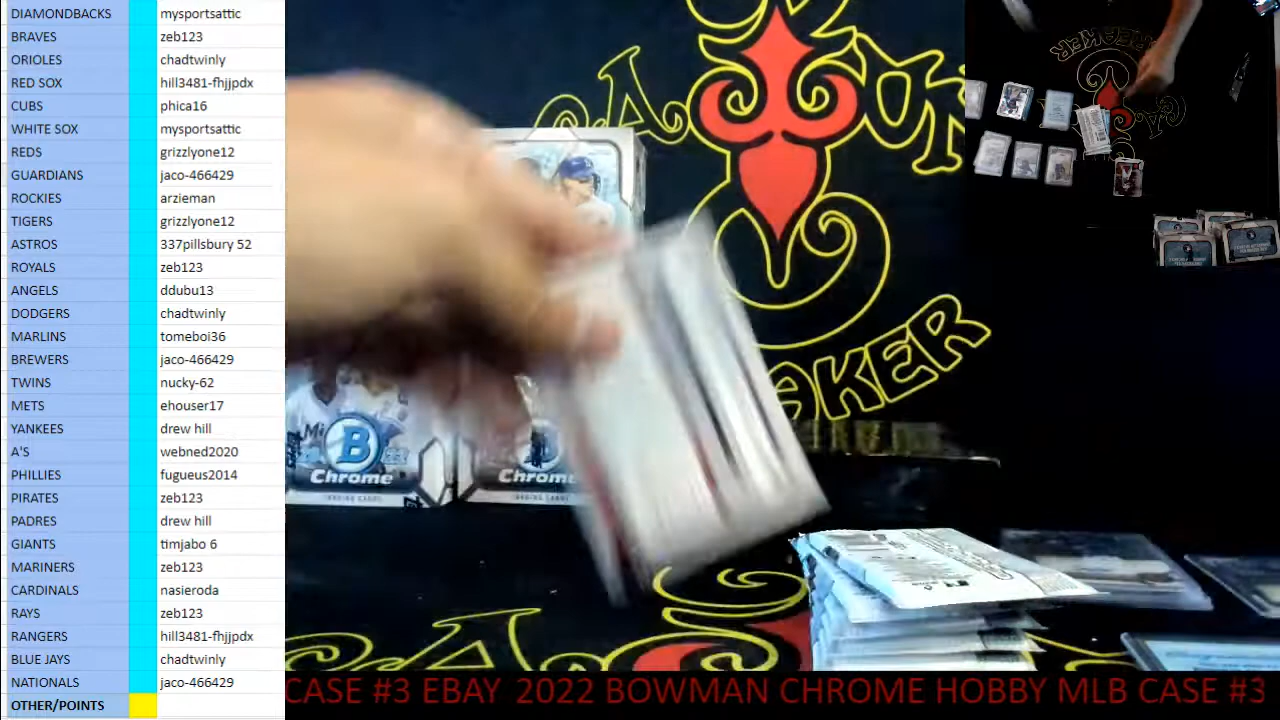 DIAMONDBACKS mysportsattic
BRAVES zeb123
ORIOLES chadtwinly
RED SOX hill3481-fhjjpdx
CUBS phica16
WHITE SOX mysportsattic
REDS grizzlyone12
GUARDIANS jaco-466429
ROCKIES arzieman
TIGERS grizzlyone12
ASTROS 337pillsbury 52
ROYALS zeb123
ANGELS ddubu13
DODGERS chadtwinly
MARLINS tomeboi36
BREWERS jaco-466429
TWINS nucky-62
METS ehouser17
YANKEES drew hill
A'S webned2020
PHILLIES fugueus2014
PIRATES zeb123
PADRES drew hill
GIANTS timjabo 6
MARINERS zeb123
CARDINALS nasieroda
RAYS zeb123
RANGERS hill3481-fhjjpdx
BLUE JAYS chadtwinly
NATIONALS jaco-466429
OTHER/POINTS
B
Chrome
Chrome
CASE #3 EBAY 2022 BOWMAN CHROME HOBBY MLB CASE #3